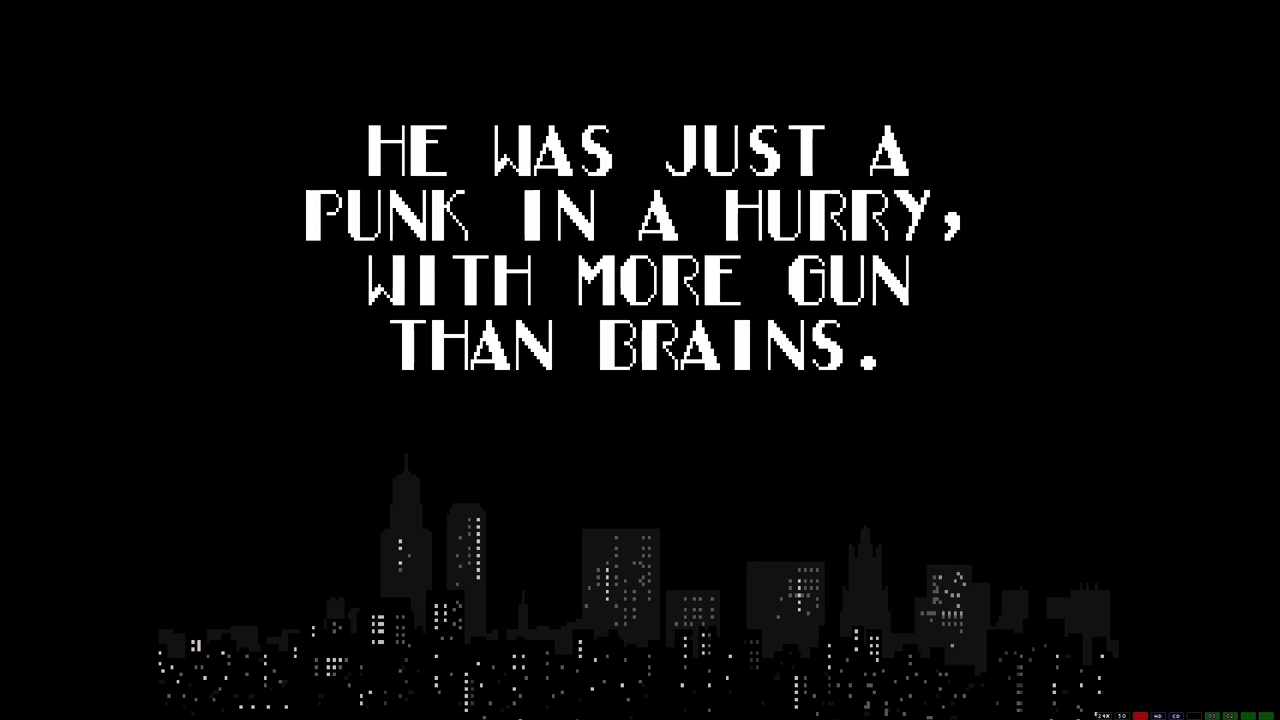 HE WAS JUST A
PUNK IN A HURRY,
WITH MORE GUN
THAN BRAINS.